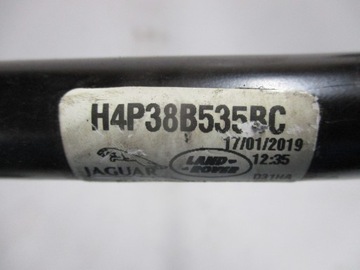 H4P38B535BC
17/01/2019
JAGUAR LAND-ROVER 12:35